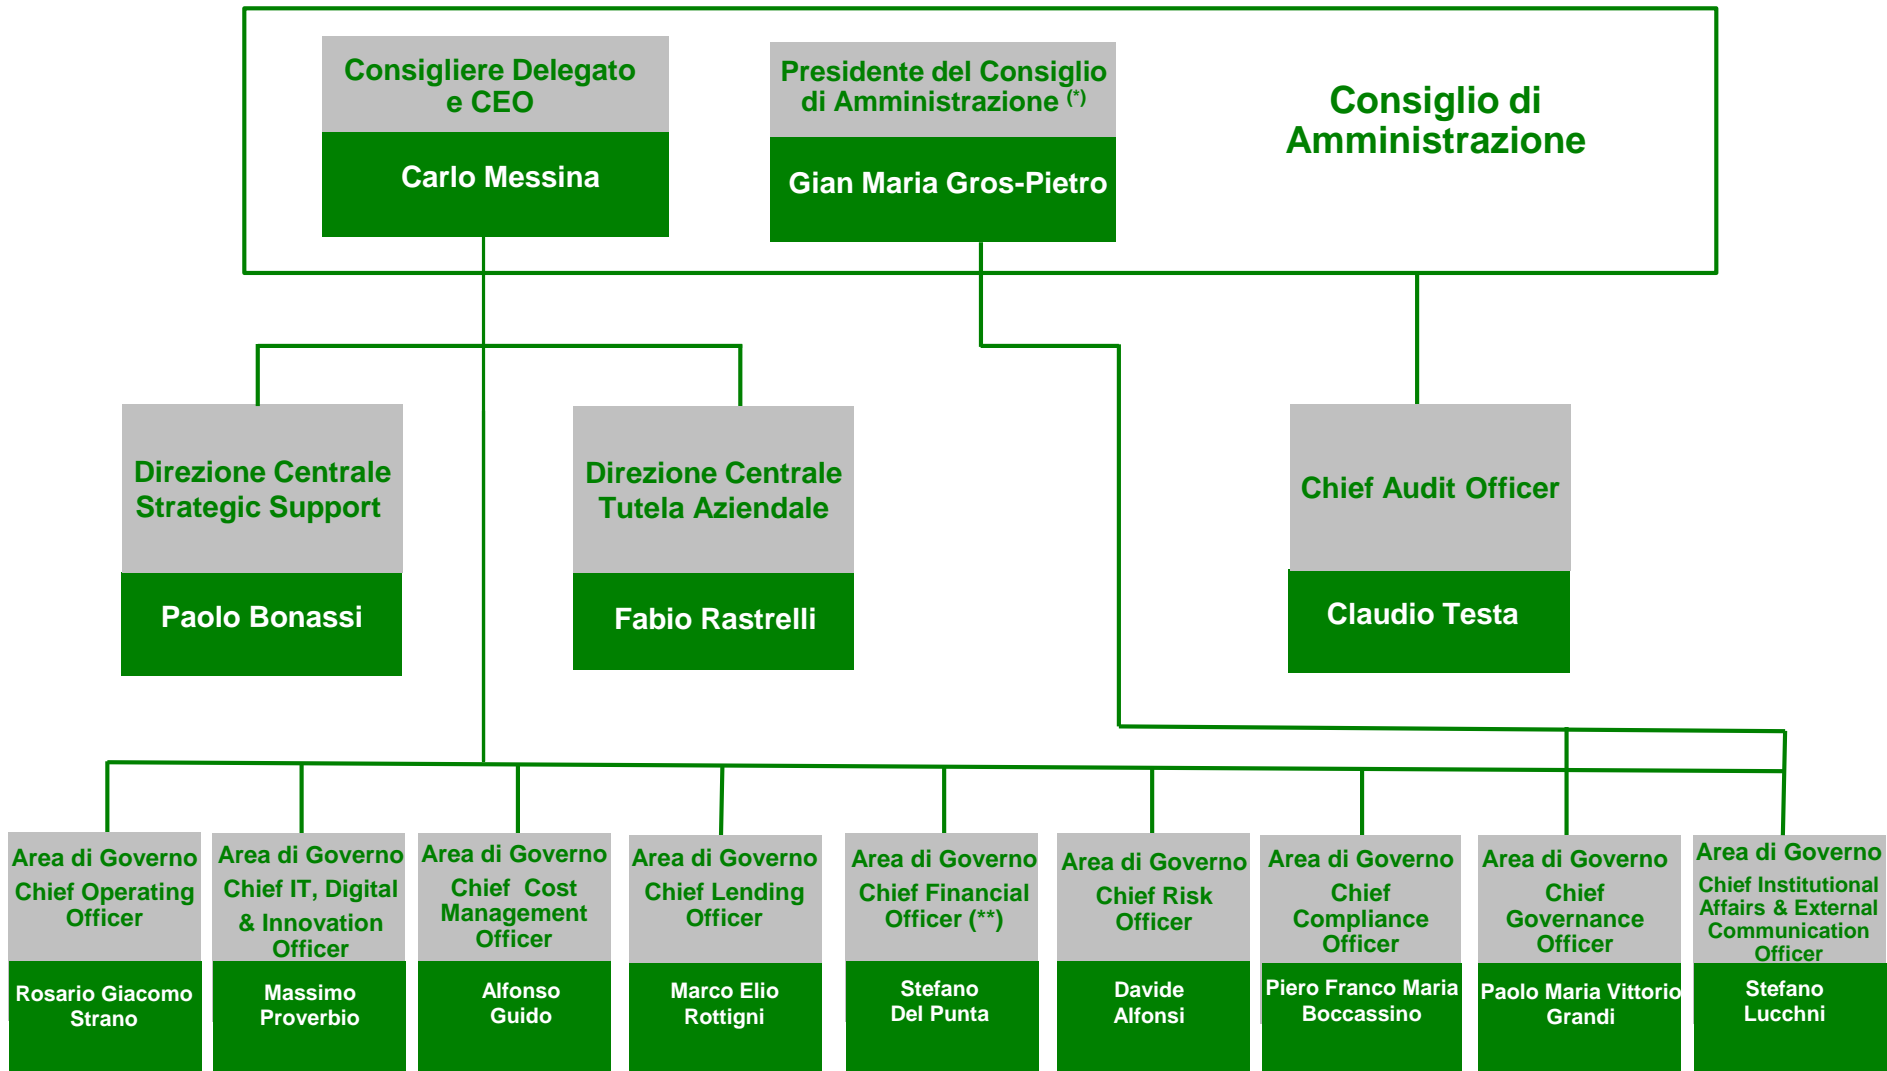 Consigliere Delegato
e CEO
Carlo Messina
Presidente del Consiglio
di Amministrazione (*)
Gian Maria Gros-Pietro
Consiglio di
Amministrazione
Direzione Centrale
Strategic Support
Paolo Bonassi
Direzione Centrale
Tutela Aziendale
Fabio Rastrelli
Chief Audit Officer
Claudio Testa
Area di Governo
Chief Operating
Officer
Rosario Giacomo
Strano
Area di Governo
Chief IT, Digital
& Innovation
Officer
Massimo
Proverbio
Area di Governo
Chief Cost
Management
Officer
Alfonso
Guido
Area di Governo
Chief Lending
Officer
Marco Elio
Rottigni
Area di Governo
Chief Financial
Officer (**)
Stefano
Del Punta
Area di Governo
Chief Risk
Officer
Davide
Alfonsi
Area di Governo
Chief
Compliance
Officer
Piero Franco Maria
Boccassino
Area di Governo
Chief
Governance
Officer
Paolo Maria Vittorio
Grandi
Area di Governo
Chief Institutional
Affairs & External
Communication
Officer
Stefano
Lucchni